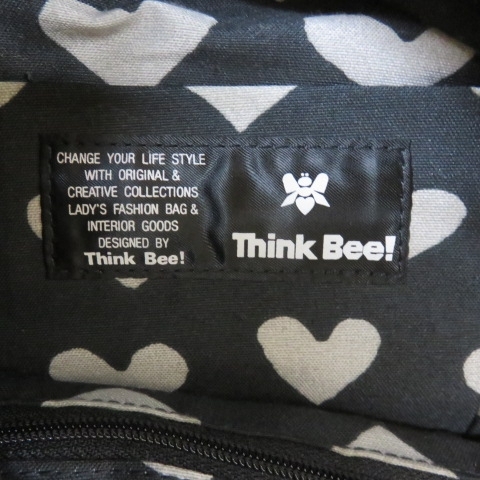 CHANGE YOUR LIFE STYLE
WITH ORIGINAL &
CREATIVE COLLECTIONS
LADY'S FASHION BAG &
INTERIOR GOODS
DESIGNED BY
Think Bee!
Think Bee!